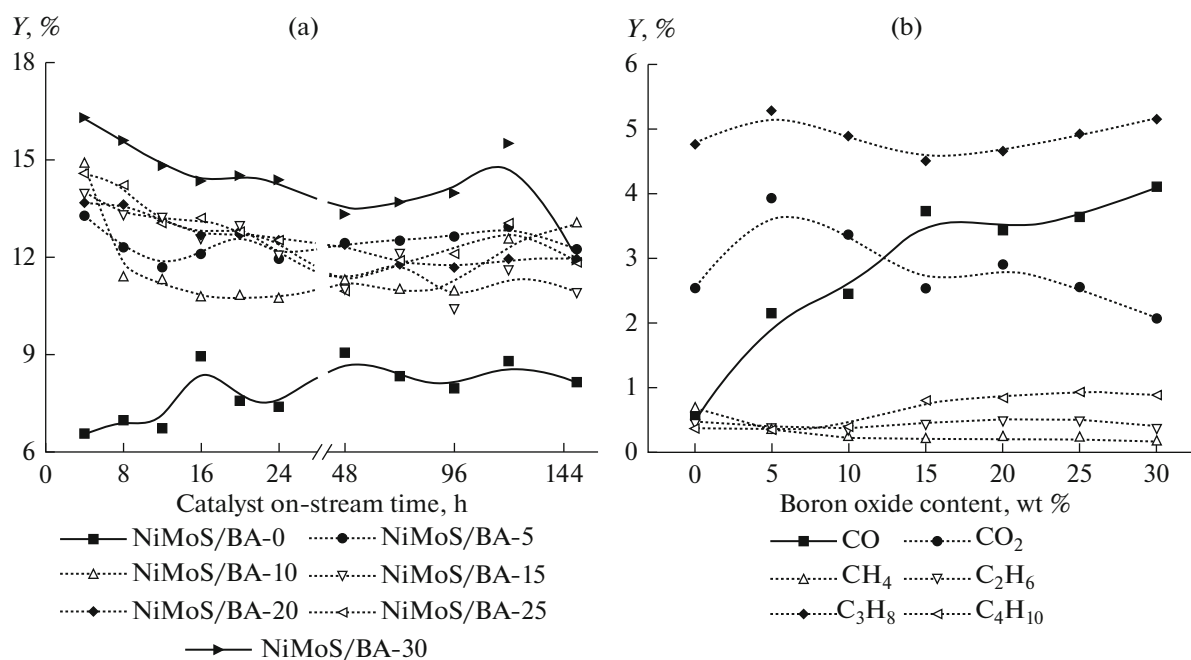 Y, % (a)
18
15
12
9
6
0 8 16 24 48 96 144
Catalyst on-stream time, h
NiMoS/BA-0 NiMoS/BA-5
NiMoS/BA-10 NiMoS/BA-15
NiMoS/BA-20 NiMoS/BA-25
NiMoS/BA-30
Y, % (b)
6
5
4
3
2
1
0
0 5 10 15 20 25 30
Boron oxide content, wt %
CO CO₂
CH₄ C₂H₆
C₃H₈ C₄H₁₀